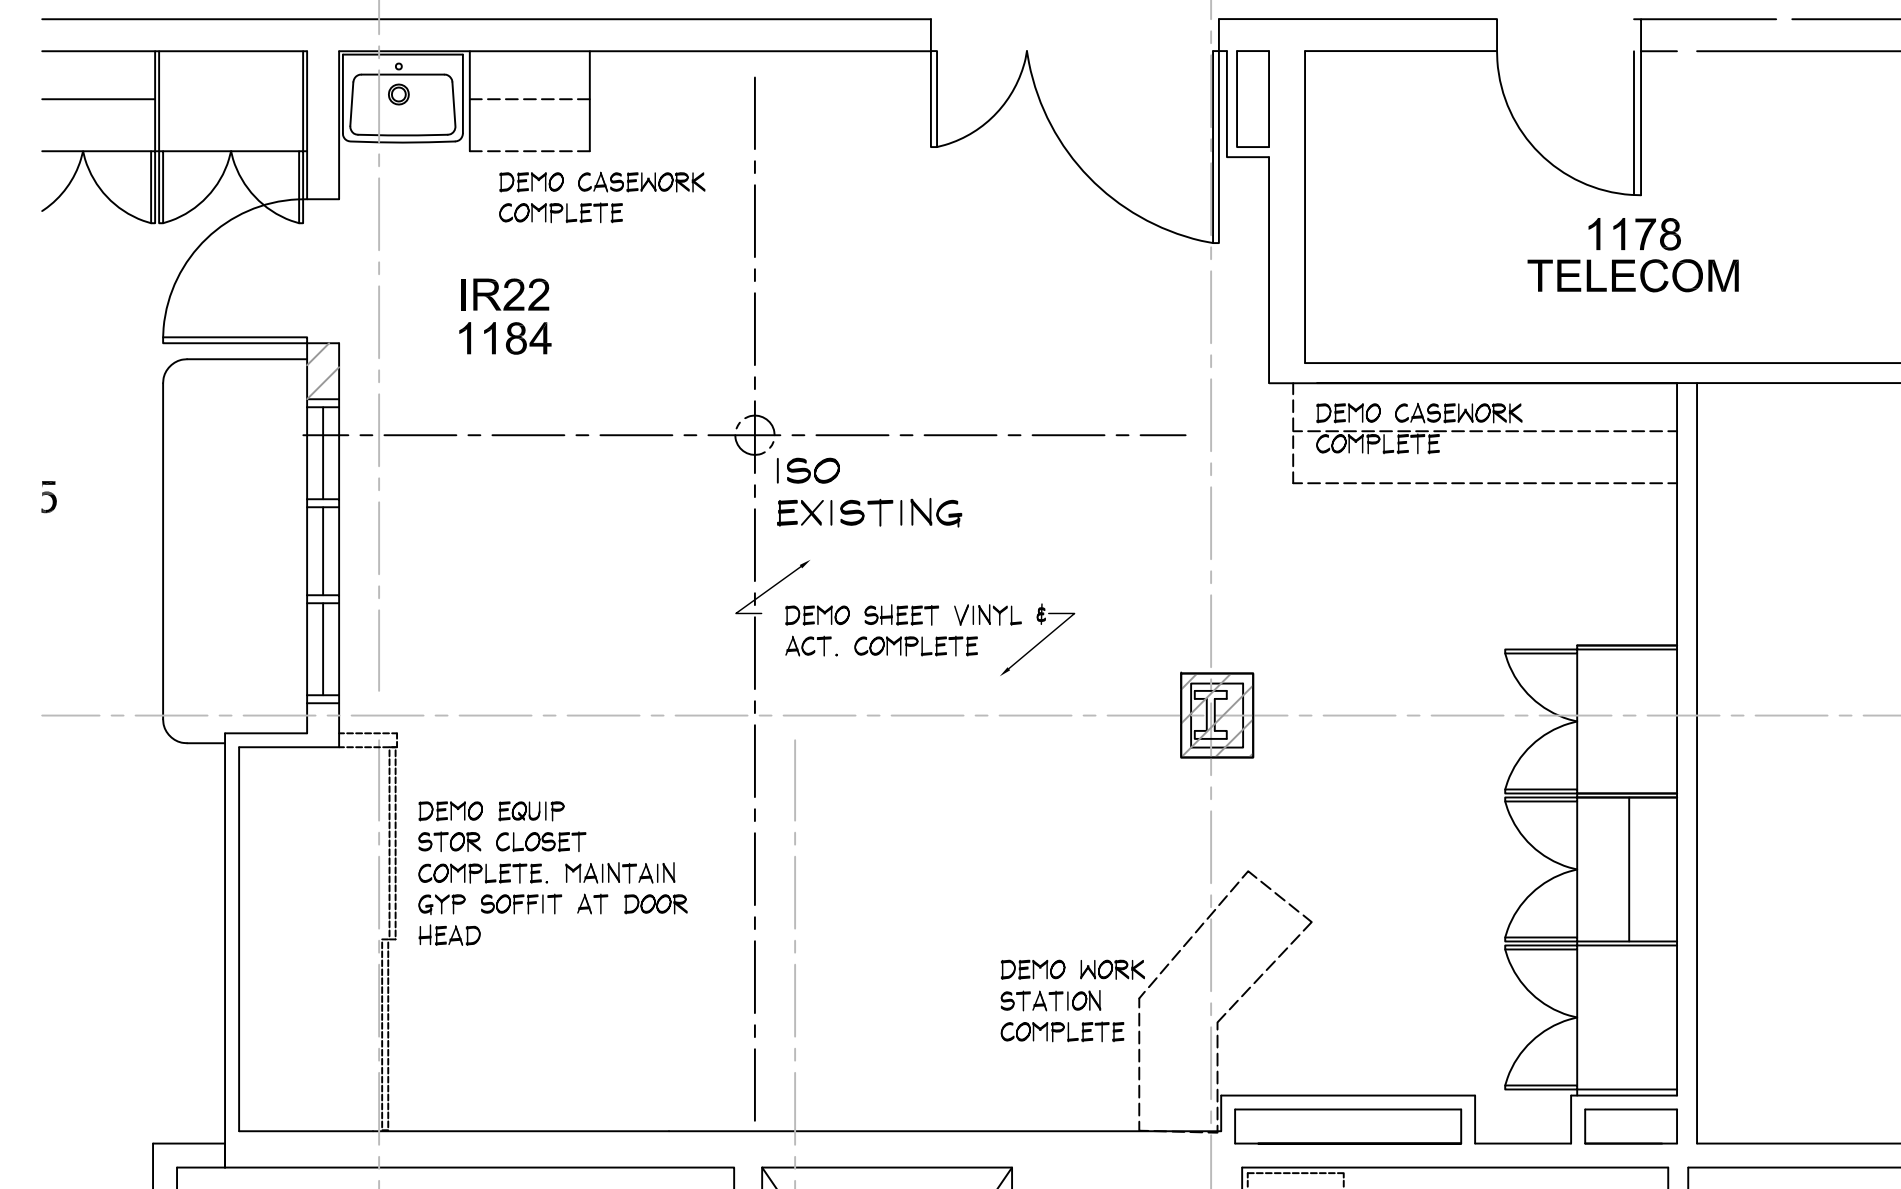 DEMO CASEWORK
COMPLETE
1178
TELECOM
IR22
1184
DEMO CASEWORK
COMPLETE
ISO
EXISTING
5
DEMO SHEET VINYL &
ACT. COMPLETE
DEMO EQUIP
STOR CLOSET
COMPLETE. MAINTAIN
GYP SOFFIT AT DOOR
HEAD
DEMO WORK
STATION
COMPLETE